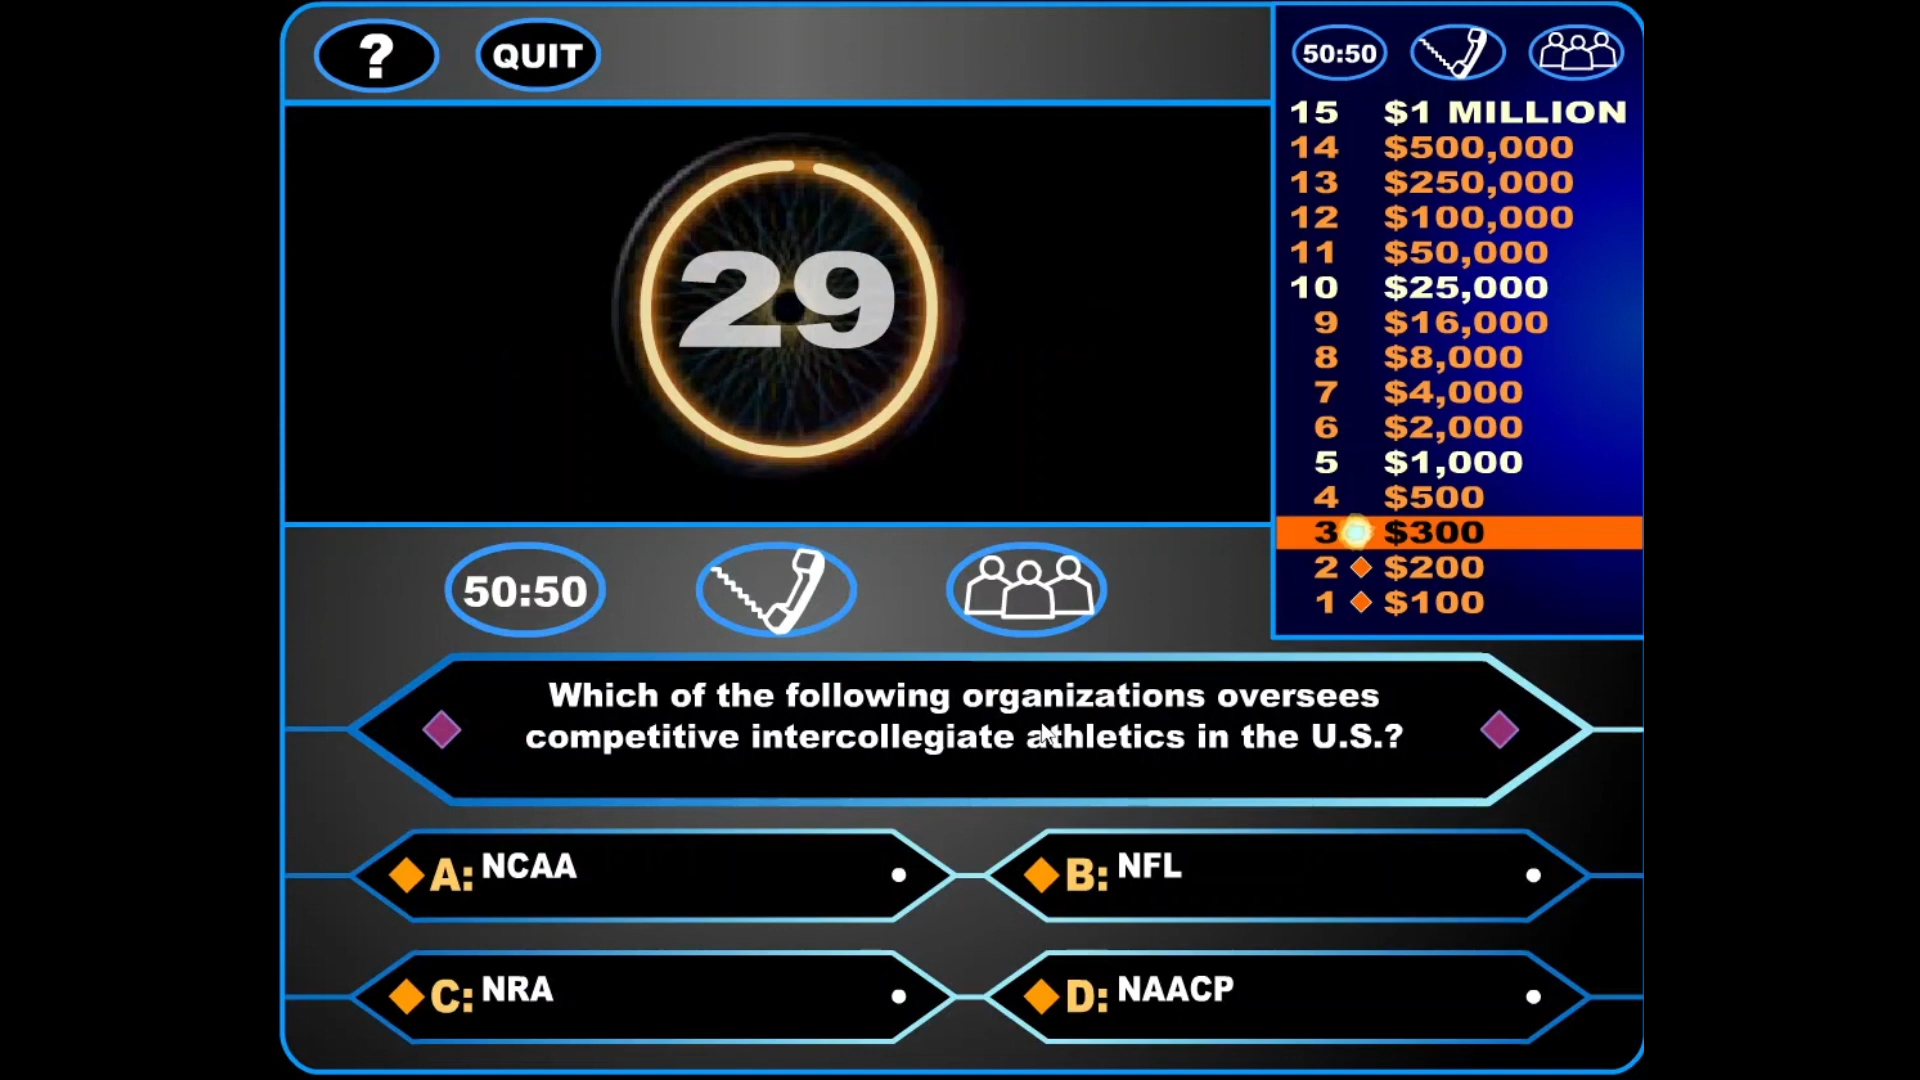 ?
QUIT
50:50
15 $1 MILLION
14 $500,000
13 $250,000
12 $100,000
11 $50,000
10 $25,000
9 $16,000
8 $8,000
7 $4,000
6 $2,000
5 $1,000
4 $500
3 $300
2 $200
1 $100
29
50:50
Which of the following organizations oversees
competitive intercollegiate athletics in the U.S.?
A: NCAA
B: NFL
C: NRA
D: NAACP